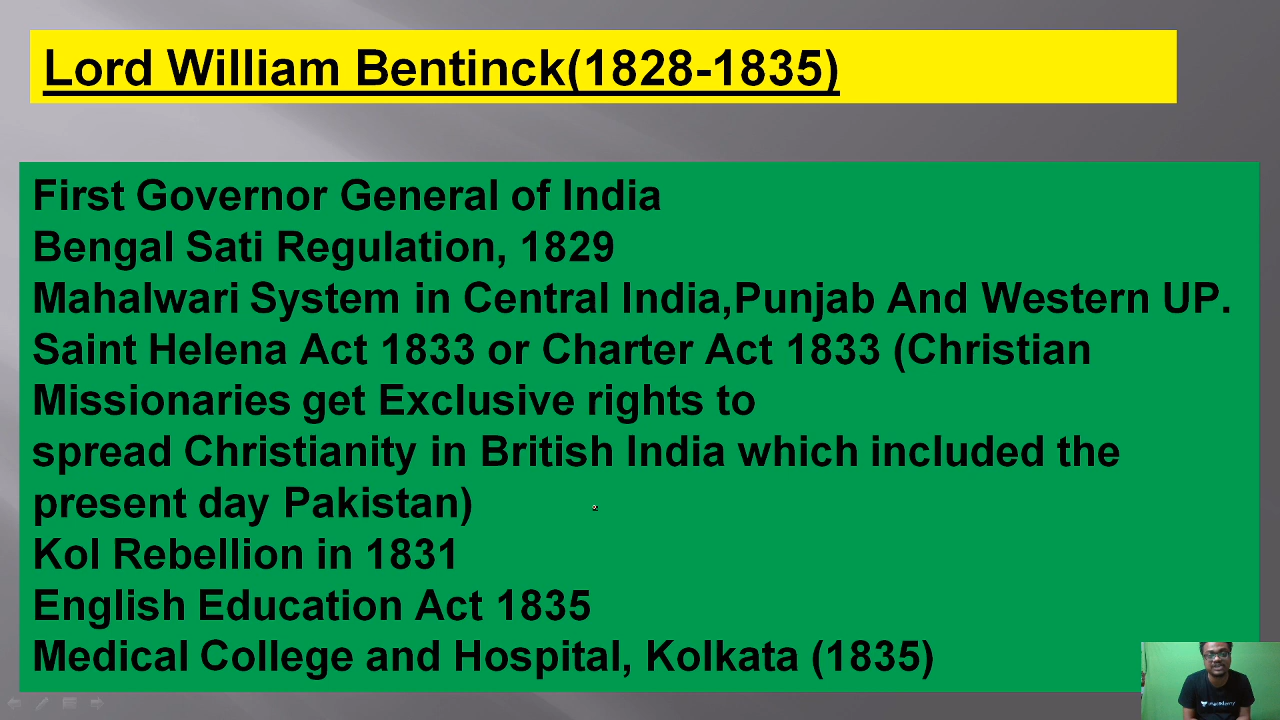 Lord William Bentinck(1828-1835)
First Governor General of India
Bengal Sati Regulation, 1829
Mahalwari System in Central India,Punjab And Western UP.
Saint Helena Act 1833 or Charter Act 1833 (Christian
Missionaries get Exclusive rights to
spread Christianity in British India which included the
present day Pakistan)
Kol Rebellion in 1831
English Education Act 1835
Medical College and Hospital, Kolkata (1835)